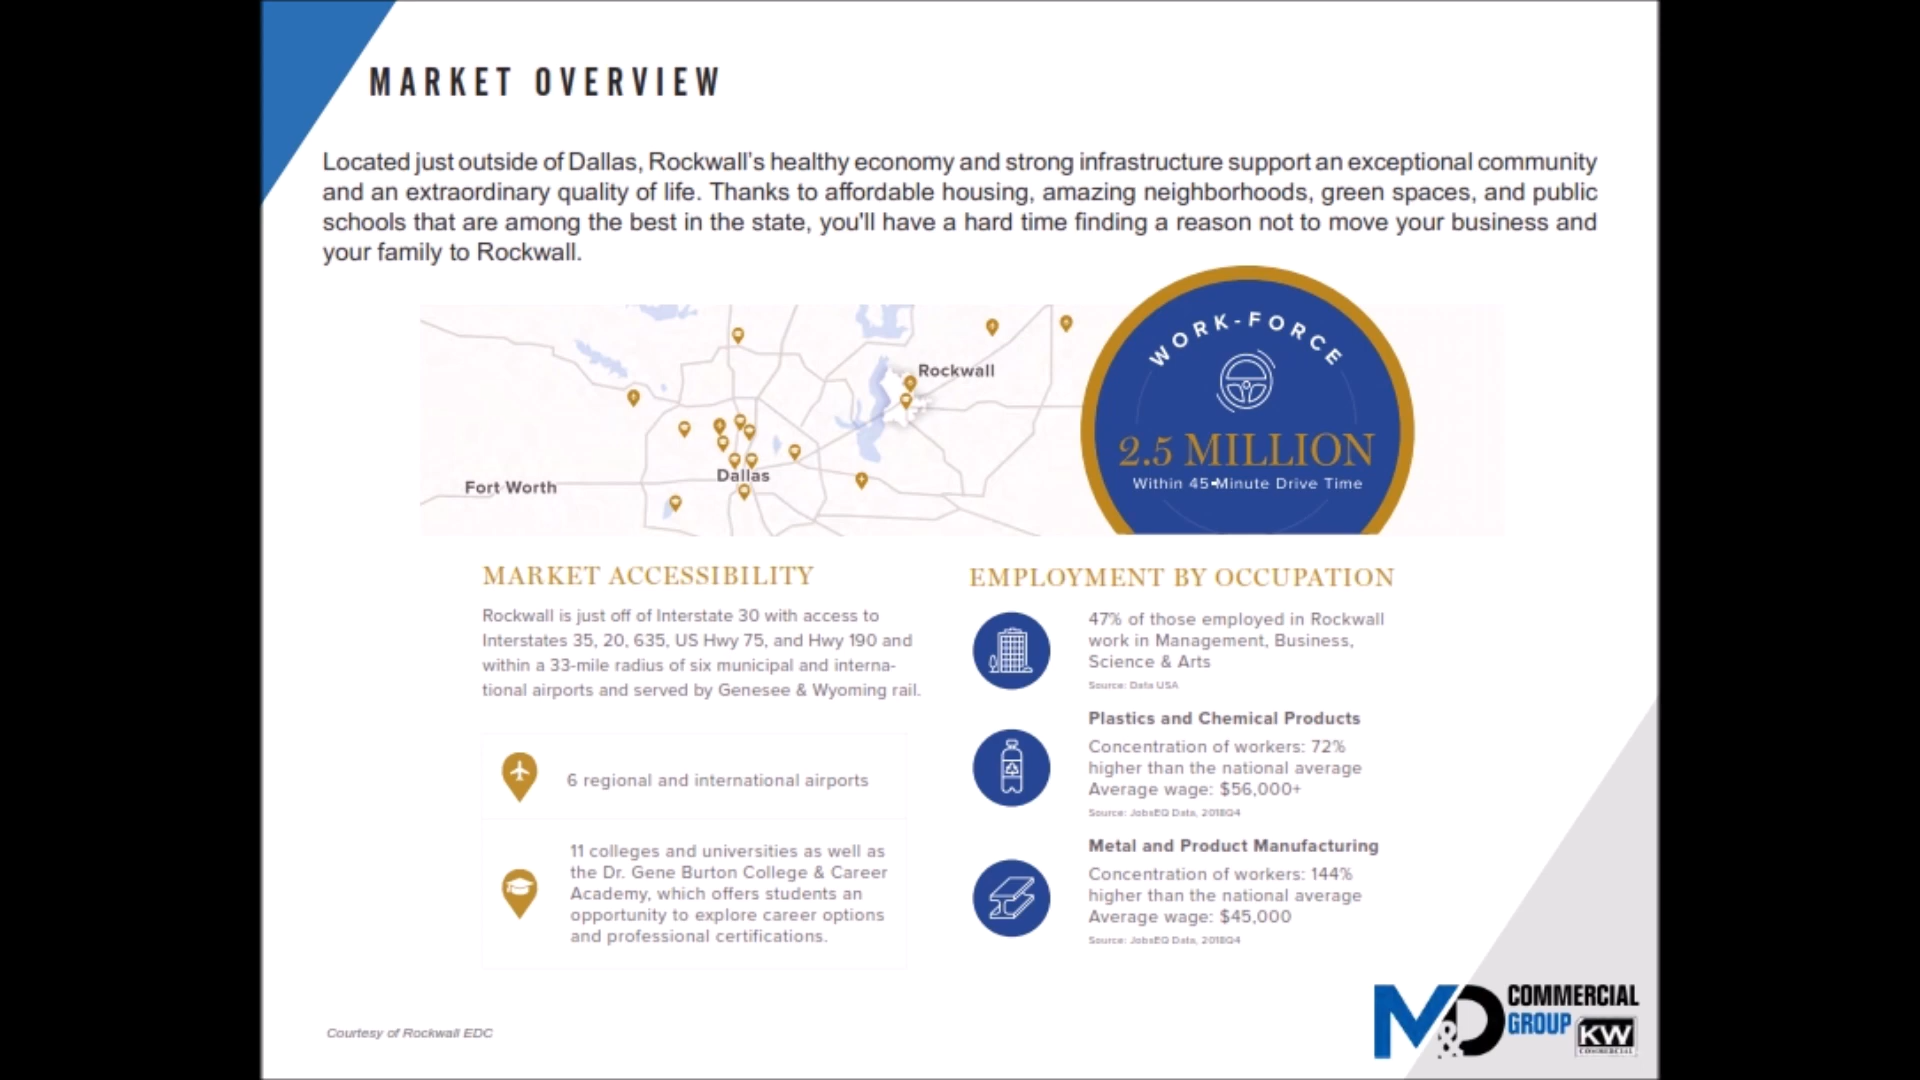 MARKET OVERVIEW
Located just outside of Dallas, Rockwall's healthy economy and strong infrastructure support an exceptional community
and an extraordinary quality of life. Thanks to affordable housing, amazing neighborhoods, green spaces, and public
schools that are among the best in the state, you'll have a hard time finding a reason not to move your business and
your family to Rockwall.
Rockwall
Dallas
Fort Worth
WORK-FORCE
2.5 MILLION
Within 45-Minute Drive Time
MARKET ACCESSIBILITY
Rockwall is just off of Interstate 30 with access to
Interstates 35, 20, 635, US Hwy 75, and Hwy 190 and
within a 33-mile radius of six municipal and interna-
tional airports and served by Genesee & Wyoming rail.
6 regional and international airports
11 colleges and universities as well as
the Dr. Gene Burton College & Career
Academy, which offers students an
opportunity to explore career options
and professional certifications.
EMPLOYMENT BY OCCUPATION
47% of those employed in Rockwall
work in Management, Business,
Science & Arts
Source: Data USA
Plastics and Chemical Products
Concentration of workers: 72%
higher than the national average
Average wage: $56,000+
Source: JobsEQ Data, 2018Q4
Metal and Product Manufacturing
Concentration of workers: 144%
higher than the national average
Average wage: $45,000
Source: JobsEQ Data, 2018Q4
Courtesy of Rockwall EDC
M&D COMMERCIAL
GROUP KW
COMMERCIAL